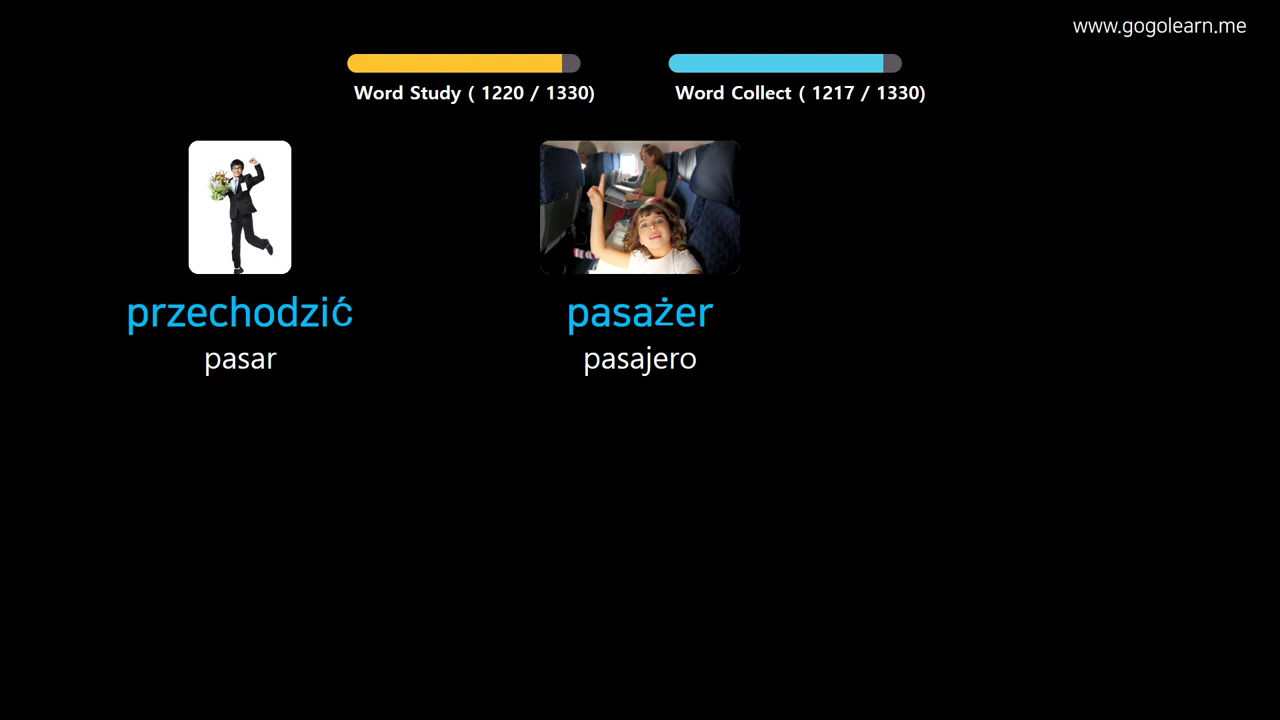 www.gogolearn.me
Word Study ( 1220 / 1330)
Word Collect ( 1217 / 1330)
przechodzić
pasar
pasażer
pasajero